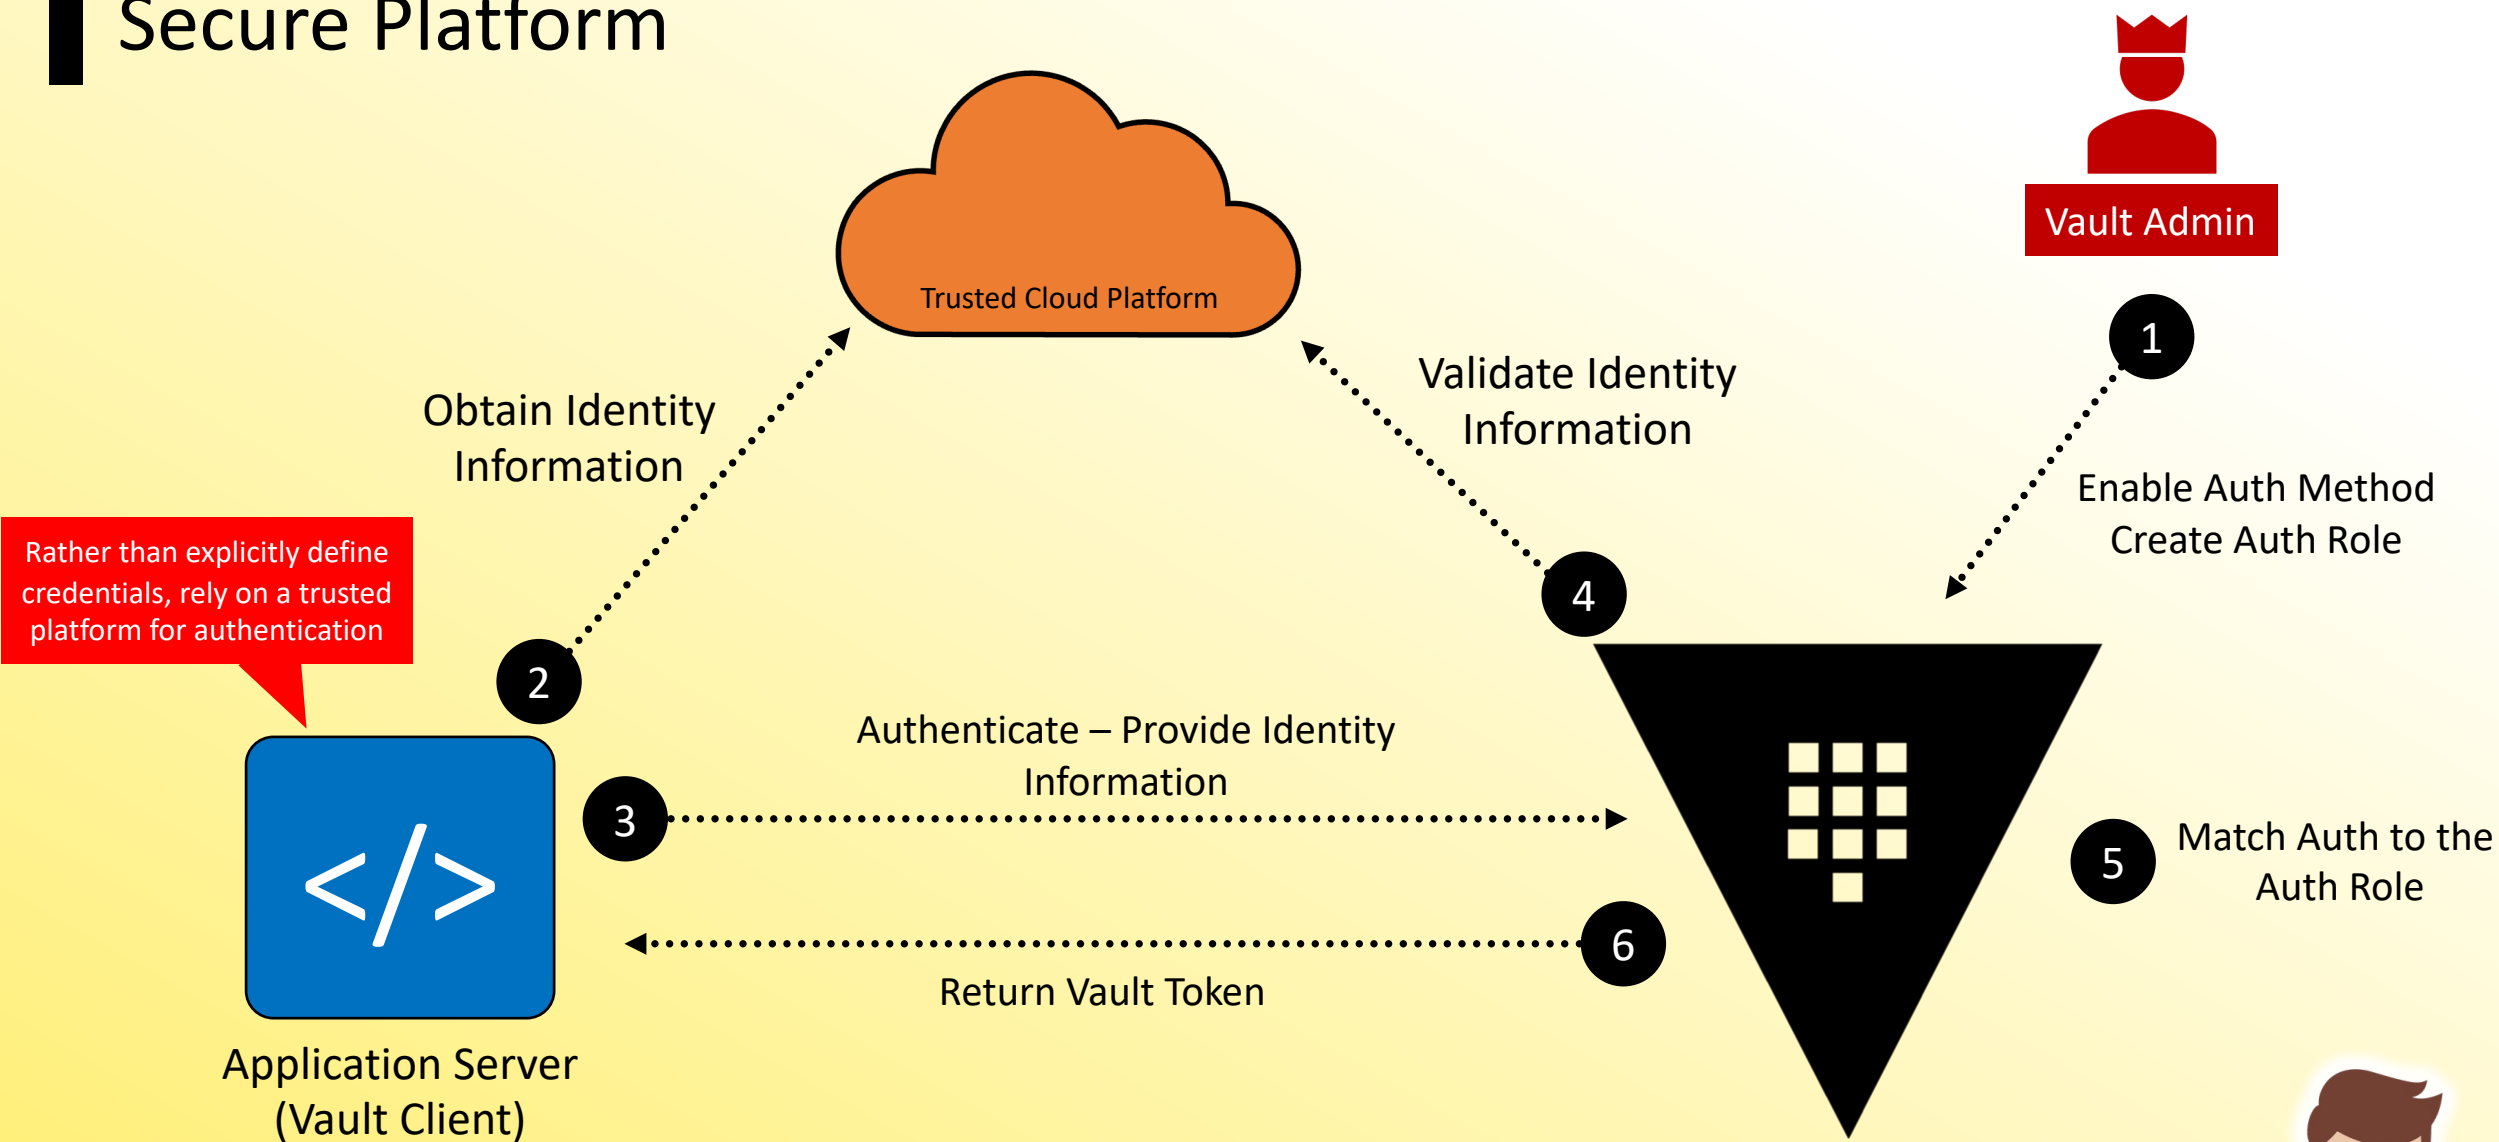 Secure Platform
Vault Admin
Trusted Cloud Platform
1
Validate Identity
Information
Obtain Identity
Information
Enable Auth Method
Create Auth Role
Rather than explicitly define
credentials, rely on a trusted
platform for authentication
4
2
Authenticate – Provide Identity
Information
3
</>
5
Match Auth to the
Auth Role
6
Return Vault Token
Application Server
(Vault Client)